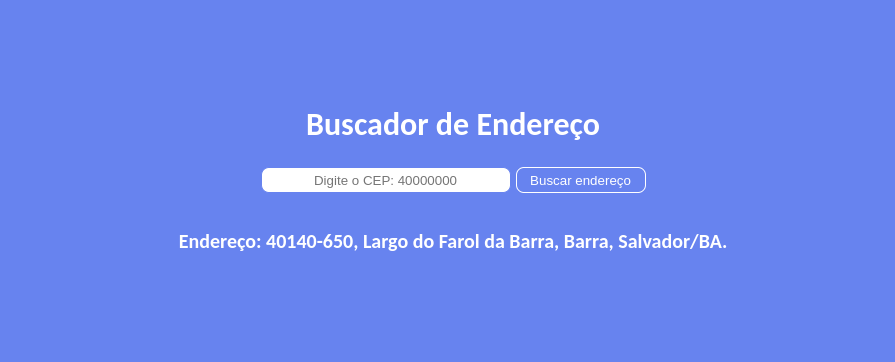 Buscador de Endereço
Digite o CEP: 40000000 Buscar endereço
Endereço: 40140-650, Largo do Farol da Barra, Barra, Salvador/BA.